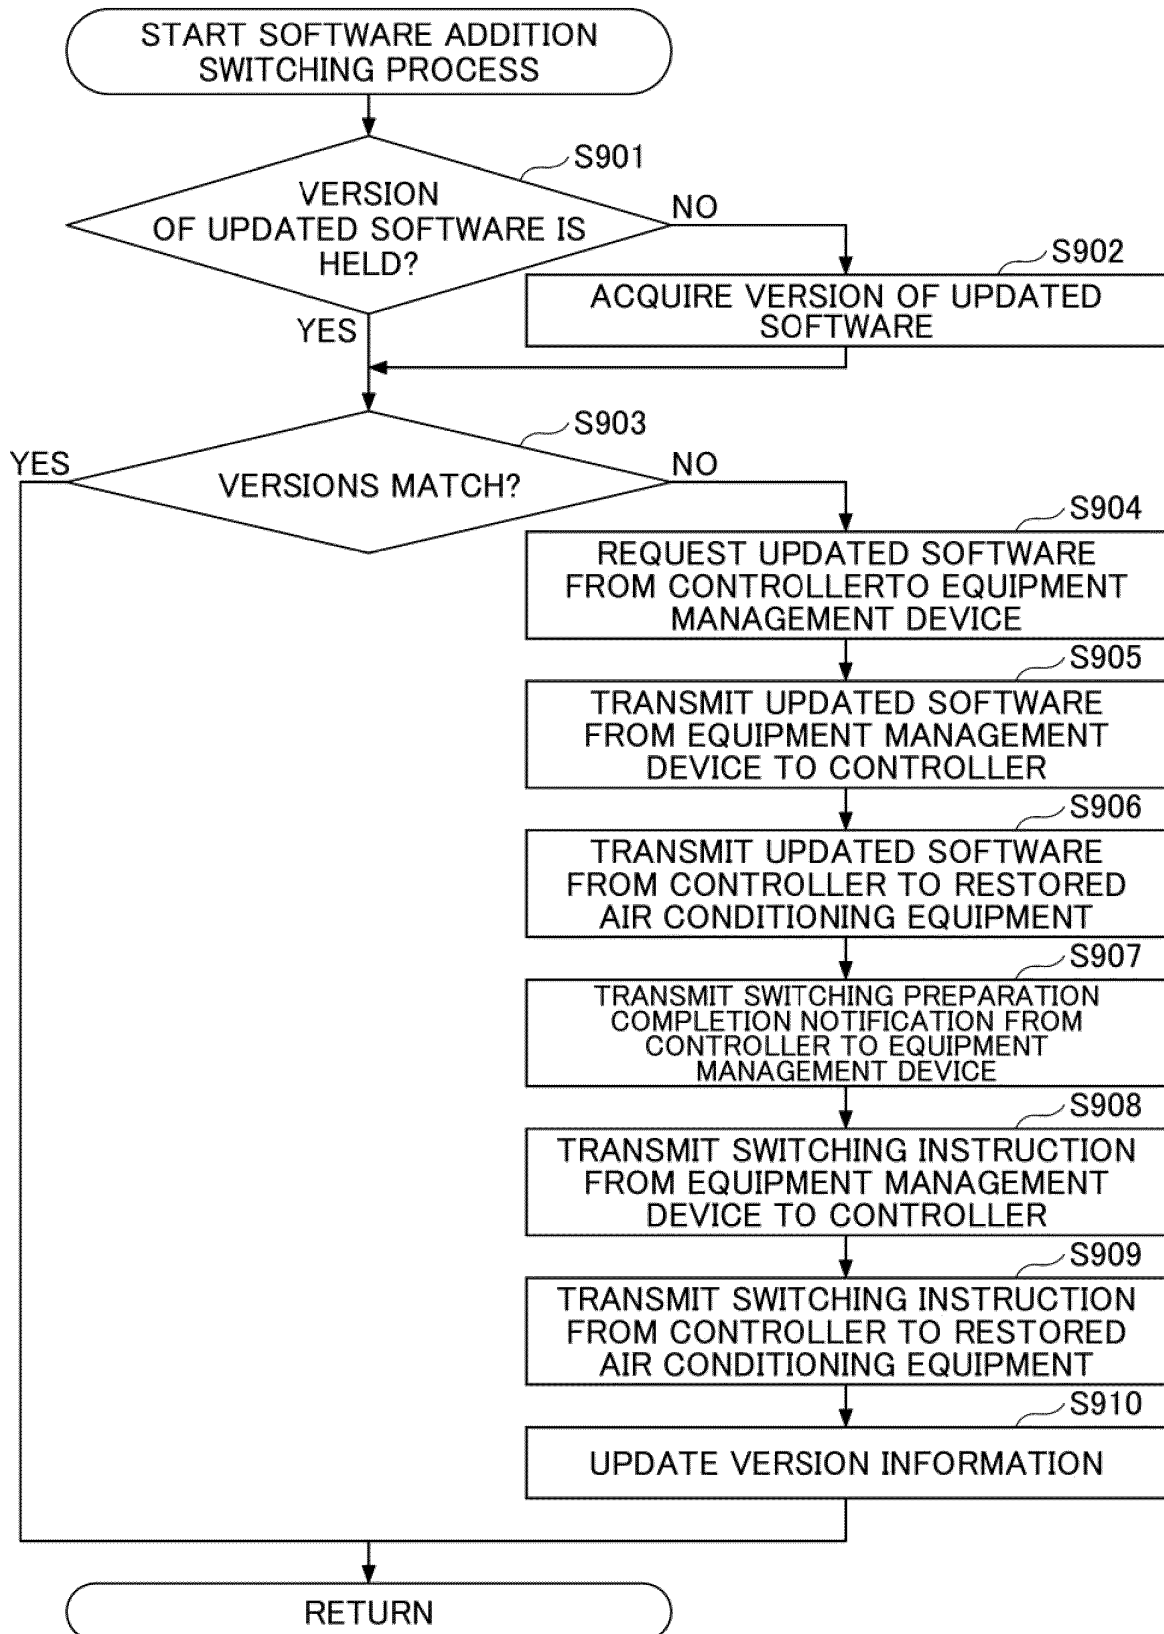 START SOFTWARE ADDITION
SWITCHING PROCESS
S901
VERSION
OF UPDATED SOFTWARE IS
HELD?
NO
YES
S902
ACQUIRE VERSION OF UPDATED
SOFTWARE
S903
YES
VERSIONS MATCH?
NO
S904
REQUEST UPDATED SOFTWARE
FROM CONTROLLERTO EQUIPMENT
MANAGEMENT DEVICE
S905
TRANSMIT UPDATED SOFTWARE
FROM EQUIPMENT MANAGEMENT
DEVICE TO CONTROLLER
S906
TRANSMIT UPDATED SOFTWARE
FROM CONTROLLER TO RESTORED
AIR CONDITIONING EQUIPMENT
S907
TRANSMIT SWITCHING PREPARATION
COMPLETION NOTIFICATION FROM
CONTROLLER TO EQUIPMENT
MANAGEMENT DEVICE
S908
TRANSMIT SWITCHING INSTRUCTION
FROM EQUIPMENT MANAGEMENT
DEVICE TO CONTROLLER
S909
TRANSMIT SWITCHING INSTRUCTION
FROM CONTROLLER TO RESTORED
AIR CONDITIONING EQUIPMENT
S910
UPDATE VERSION INFORMATION
RETURN